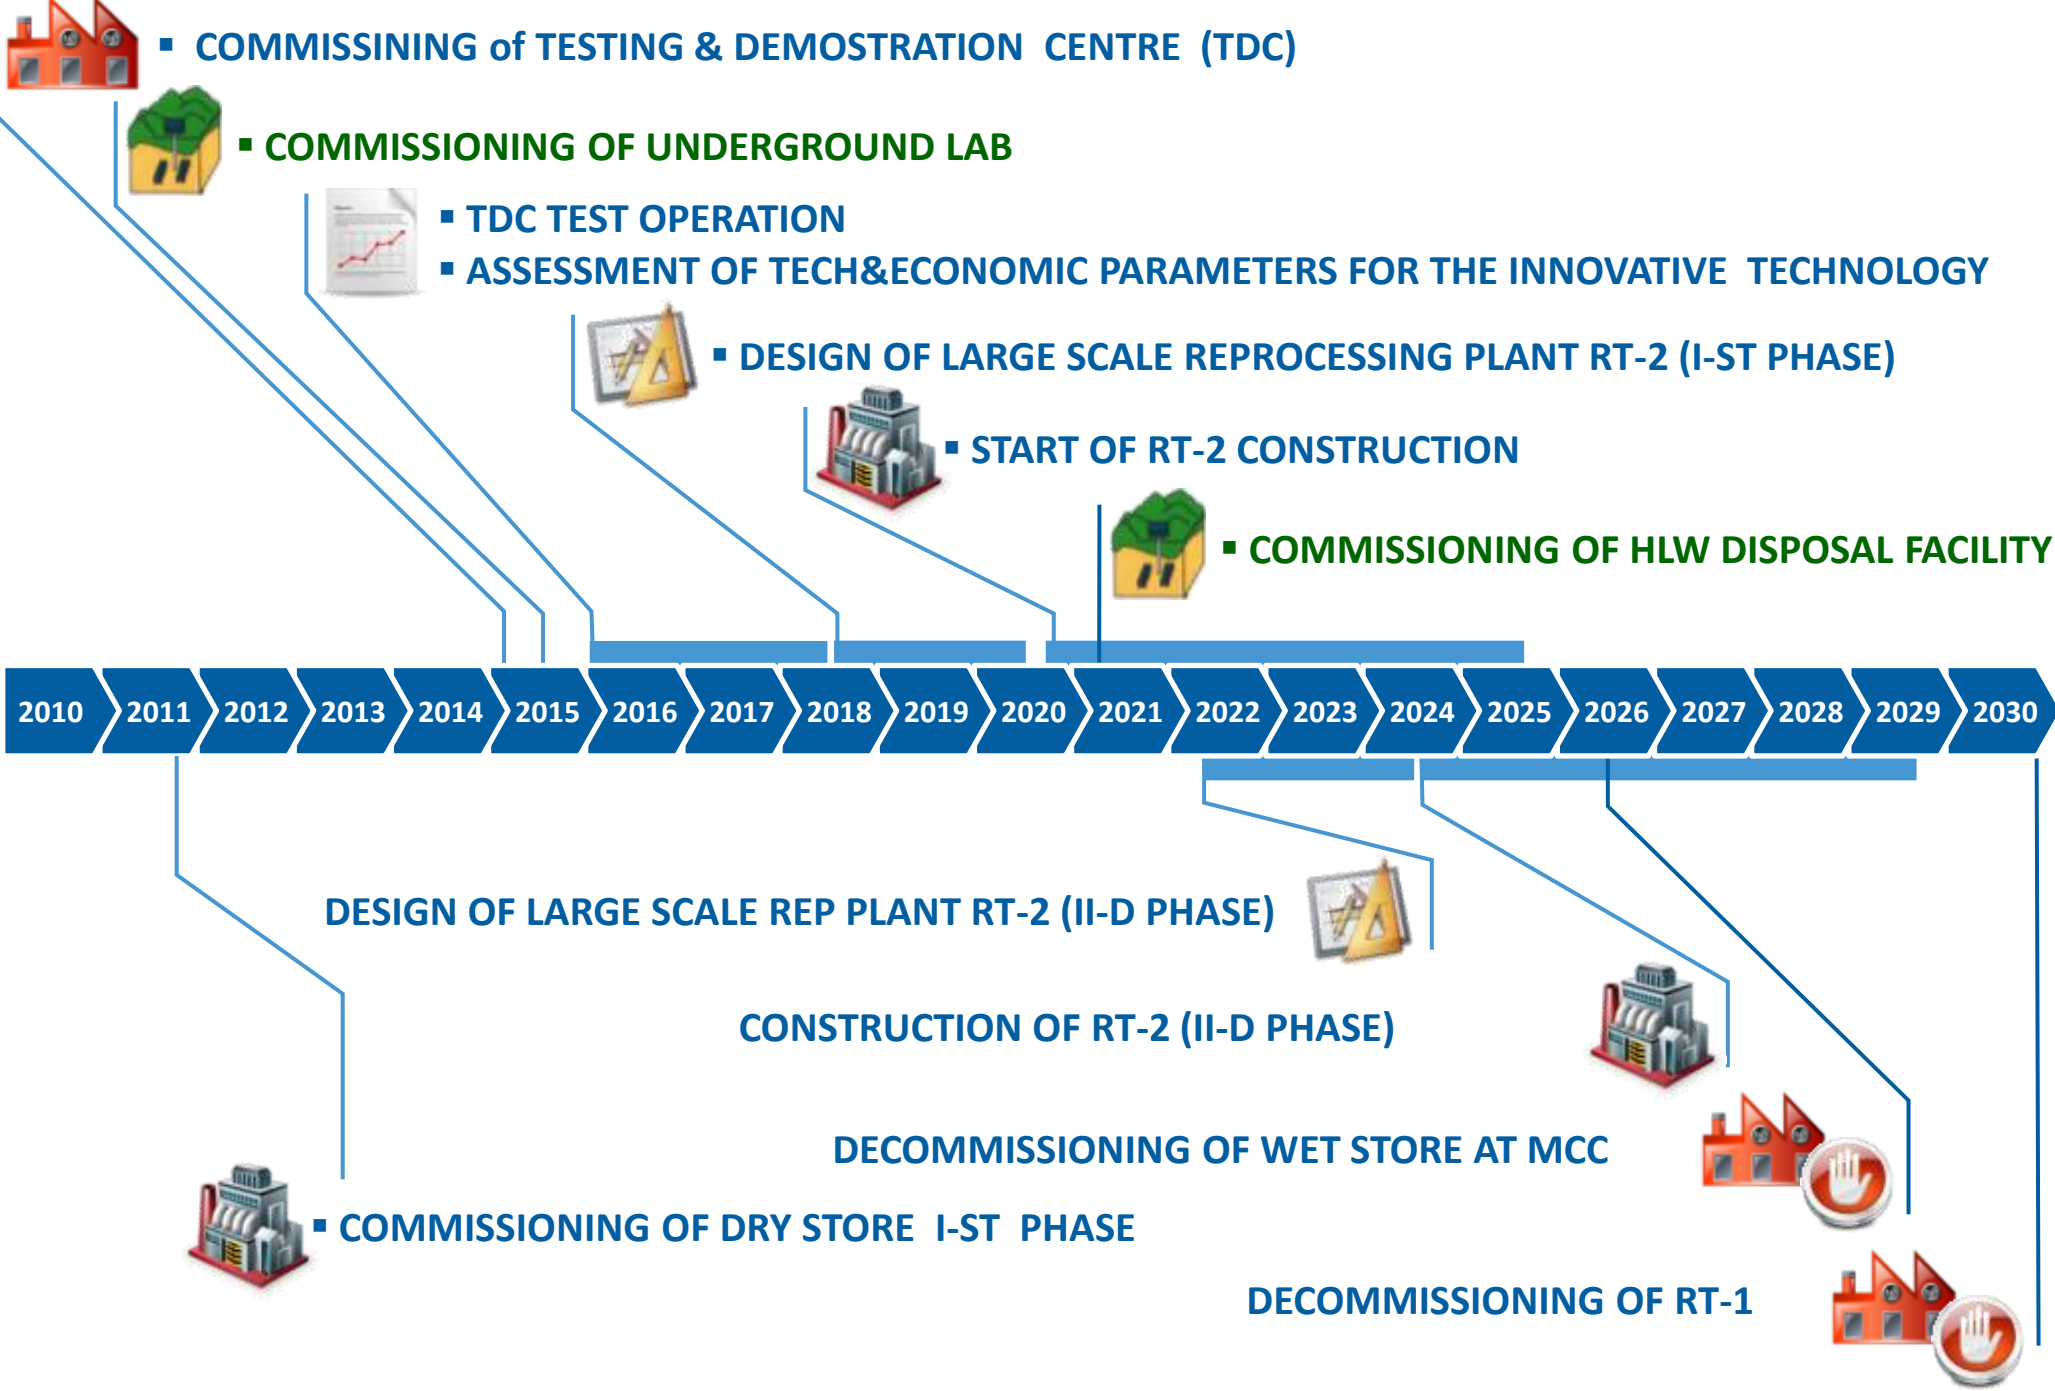 ▪ COMMISSINING of TESTING & DEMOSTRATION CENTRE (TDC)
▪ COMMISSIONING OF UNDERGROUND LAB
▪ TDC TEST OPERATION
▪ ASSESSMENT OF TECH&ECONOMIC PARAMETERS FOR THE INNOVATIVE TECHNOLOGY
▪ DESIGN OF LARGE SCALE REPROCESSING PLANT RT-2 (I-ST PHASE)
▪ START OF RT-2 CONSTRUCTION
▪ COMMISSIONING OF HLW DISPOSAL FACILITY
2010 2011 2012 2013 2014 2015 2016 2017 2018 2019 2020 2021 2022 2023 2024 2025 2026 2027 2028 2029 2030
DESIGN OF LARGE SCALE REP PLANT RT-2 (II-D PHASE)
CONSTRUCTION OF RT-2 (II-D PHASE)
DECOMMISSIONING OF WET STORE AT MCC
▪ COMMISSIONING OF DRY STORE I-ST PHASE
DECOMMISSIONING OF RT-1